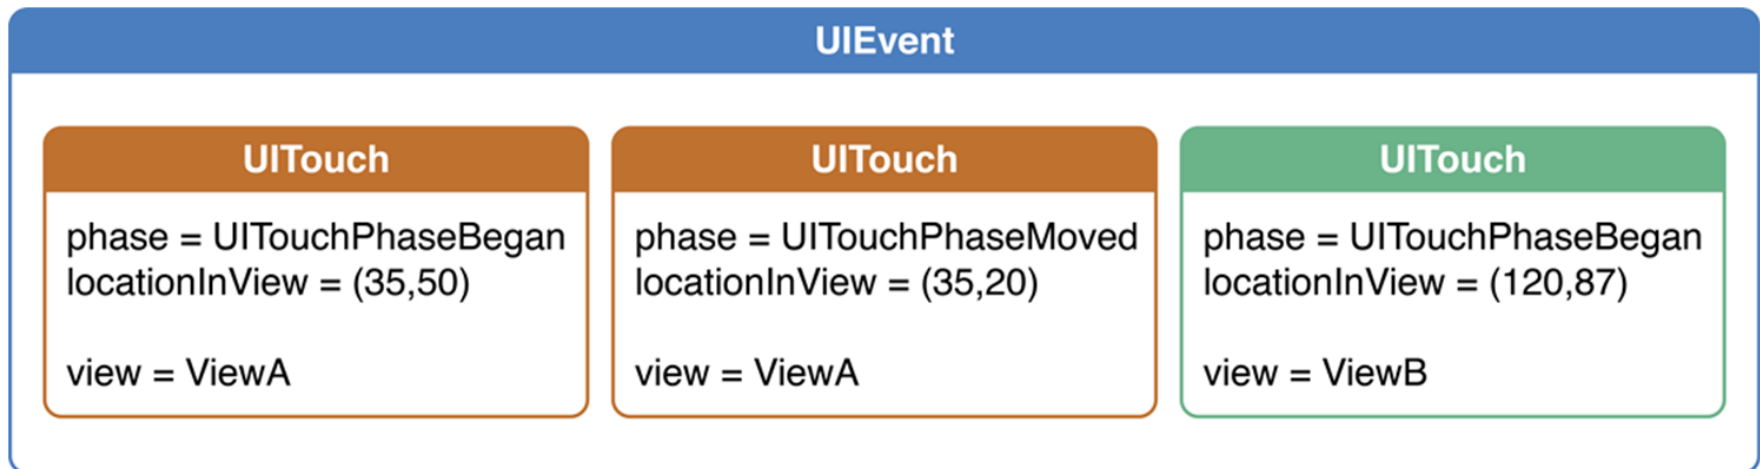 UIEvent
UITouch
phase = UITouchPhaseBegan
locationInView = (35,50)
view = ViewA
UITouch
phase = UITouchPhaseMoved
locationInView = (35,20)
view = ViewA
UITouch
phase = UITouchPhaseBegan
locationInView = (120,87)
view = ViewB